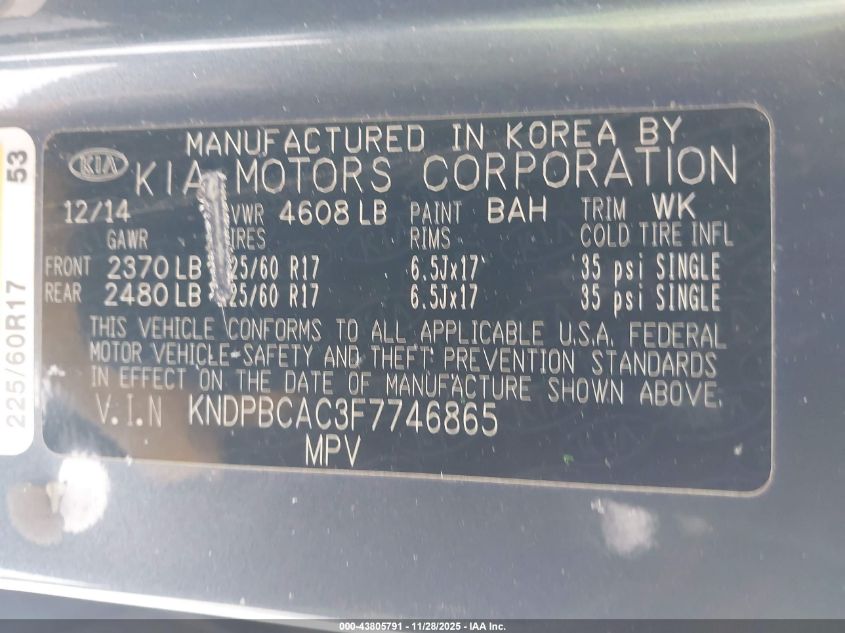 MANUFACTURED IN KOREA BY
KIA KIA MOTORS CORPORATION
12/14 VWR 4608 LB PAINT BAH TRIM WK
GAWR IRES RIMS COLD TIRE INFL
FRONT 2370 LB 25/60 R17 6.5Jx17 35 psi SINGLE
REAR 2480 LB 25/60 R17 6.5Jx17 35 psi SINGLE
THIS VEHICLE CONFORMS TO ALL APPLICABLE U.S.A. FEDERAL
MOTOR VEHICLE SAFETY AND THEFT PREVENTION STANDARDS
IN EFFECT ON THE DATE OF MANUFACTURE SHOWN ABOVE.
V.I.N KNDPBCAC3F7746865
MPV
53
225/60R17
000-43805791 - 11/28/2025 - IAA Inc.